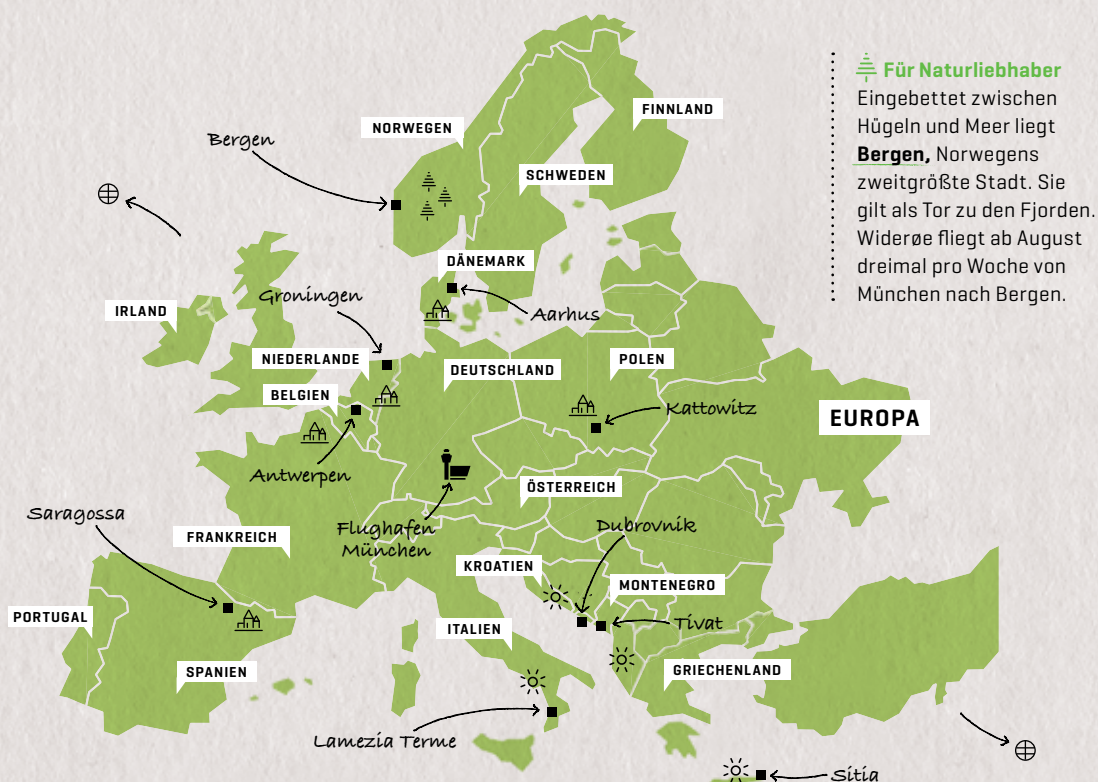 Für Naturliebhaber
Eingebettet zwischen
Hügeln und Meer liegt
Bergen, Norwegens
zweitgrößte Stadt. Sie
gilt als Tor zu den Fjorden.
Widerøe fliegt ab August
dreimal pro Woche von
München nach Bergen.
FINNLAND
NORWEGEN
Bergen
SCHWEDEN
DÄNEMARK
Groningen
IRLAND
Aarhus
NIEDERLANDE
POLEN
DEUTSCHLAND
BELGIEN
Kattowitz
EUROPA
Antwerpen
ÖSTERREICH
Saragossa
Flughafen
München
Dubrovnik
FRANKREICH
KROATIEN
MONTENEGRO
PORTUGAL
ITALIEN
Tivat
SPANIEN
GRIECHENLAND
Lamezia Terme
Sitia